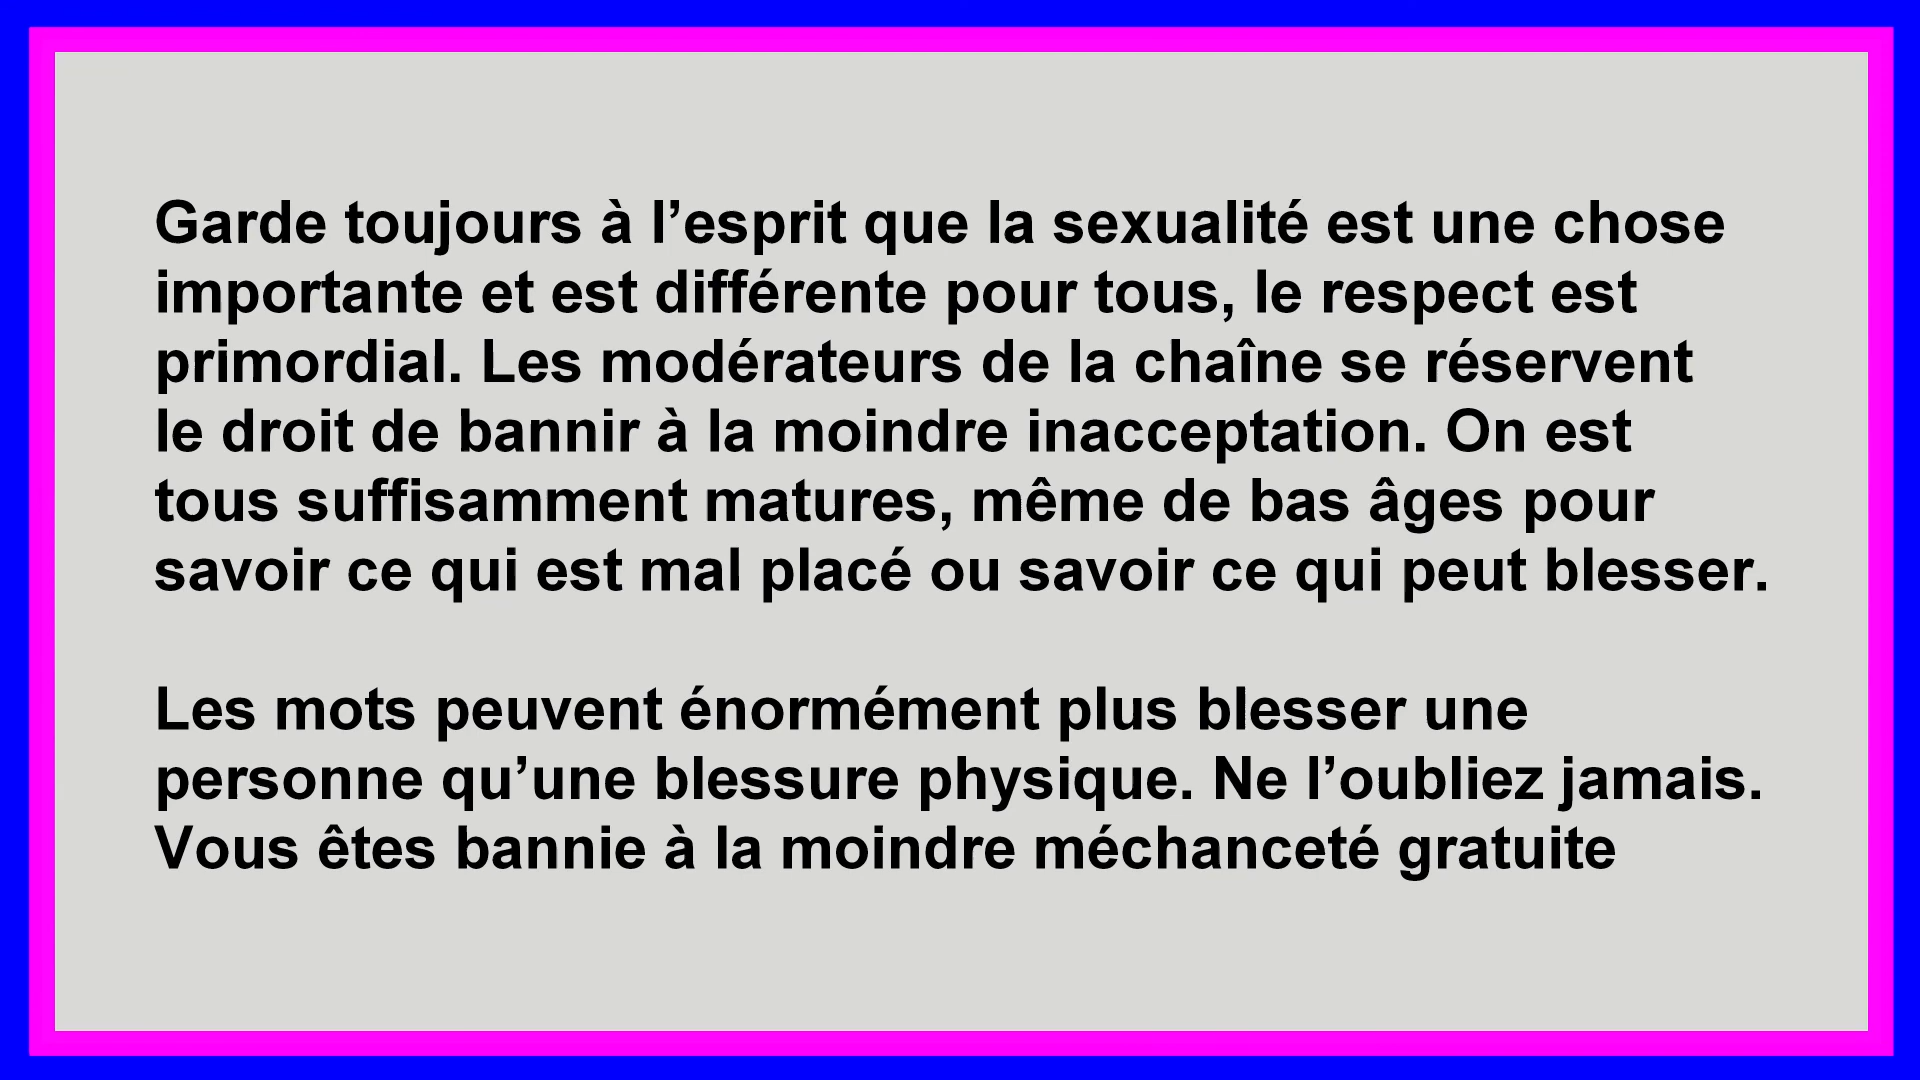 Garde toujours à l’esprit que la sexualité est une chose
importante et est différente pour tous, le respect est
primordial. Les modérateurs de la chaîne se réservent
le droit de bannir à la moindre inacceptation. On est
tous suffisamment matures, même de bas âges pour
savoir ce qui est mal placé ou savoir ce qui peut blesser.
Les mots peuvent énormément plus blesser une
personne qu’une blessure physique. Ne l’oubliez jamais.
Vous êtes bannie à la moindre méchanceté gratuite